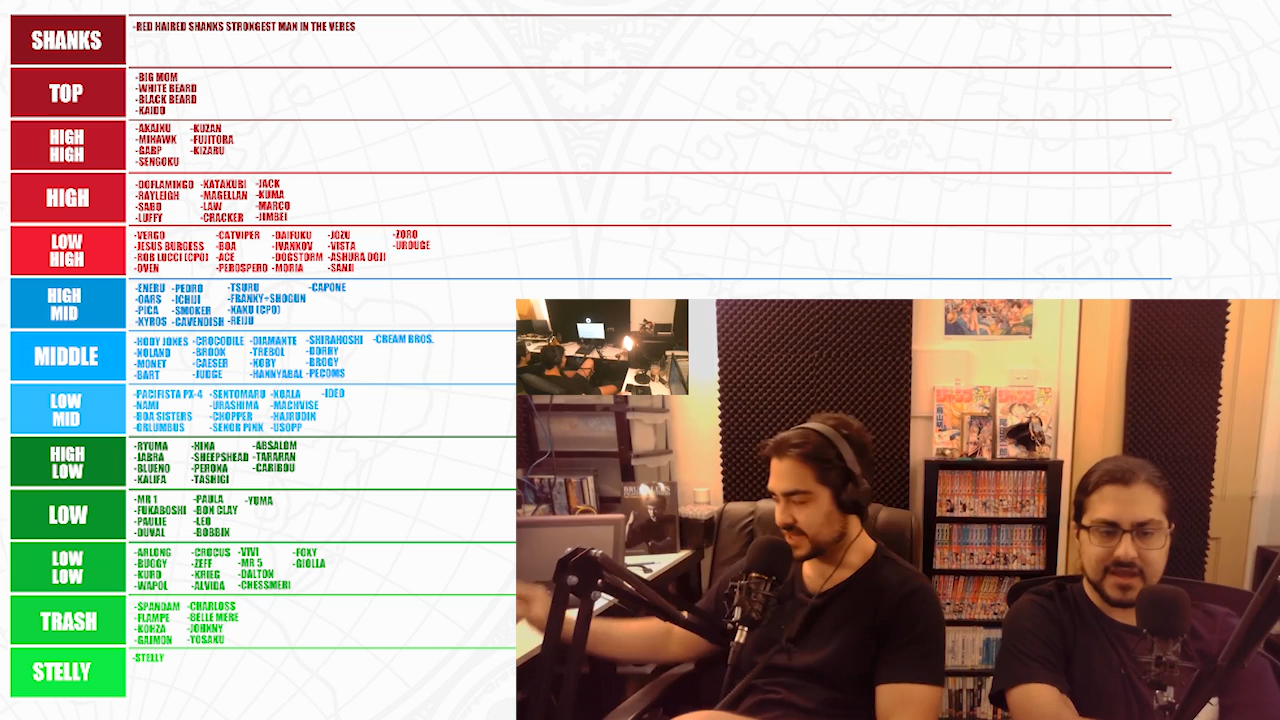 SHANKS
-RED HAIRED SHANKS STRONGEST MAN IN THE VERES
TOP
-BIG MOM
-WHITE BEARD
-BLACK BEARD
-KAIDO
HIGH
HIGH
-AKAINU -KUZAN
-MIHAWK -FUJITORA
-GARP -KIZARU
-SENGOKU
HIGH
-DOFLAMINGO -KATAKURI -JACK
-RAYLEIGH -MAGELLAN -KUMA
-SABO -LAW -MARCO
-LUFFY -CRACKER -JIMBEI
LOW
HIGH
-VERGO -CATVIPER -DAIFUKU -JOZU -ZORO
-JESUS BURGESS -BOA -IVANKOV -VISTA -UROUGE
-ROB LUCCI (CPO) -ACE -DOGSTORM -ASHURA DOJI
-OVEN -PEROSPERO -MORIA -SANJI
HIGH
MID
-ENERU -PEDRO -TSURU -CAPONE
-OARS -ICHIJI -FRANKY+SHOGUN
-PICA -SMOKER -KAKU (CPO)
-KYROS -CAVENDISH -REIJU
MIDDLE
-HODY JONES -CROCODILE -DIAMANTE -SHIRAHOSHI -CREAM BROS.
-NOLAND -BROOK -TREBOL -DORRY
-MONET -CAESER -KOBY -BROGY
-BART -JUDGE -HANNYABAL -PECOMS
LOW
MID
-PACIFISTA PX-4 -SENTOMARU -KOALA -IDEO
-NAMI -URASHIMA -MACHVISE
-BOA SISTERS -CHOPPER -HAJRUDIN
-ORLUMBUS -SENOR PINK -USOPP
HIGH
LOW
-RYUMA -HINA -ABSALOM
-JABRA -SHEEPSHEAD -TARARAN
-BLUENO -PERONA -CARIBOU
-KALIFA -TASHIGI
LOW
-MR 1 -PAULA -YUMA
-FUKABOSHI -BON CLAY
-PAULIE -LEO
-DUVAL -BOBBIN
LOW
LOW
-ARLONG -CROCUS -VIVI -FOXY
-BUGGY -ZEFF -MR 5 -GIOLLA
-KURO -KRIEG -DALTON
-WAPOL -ALVIDA -CHESSMERI
TRASH
-SPANDAM -CHARLOSS
-FLAMPE -BELLE MERE
-KOHZA -JOHNNY
-GAIMON -YOSAKU
STELLY
-STELLY